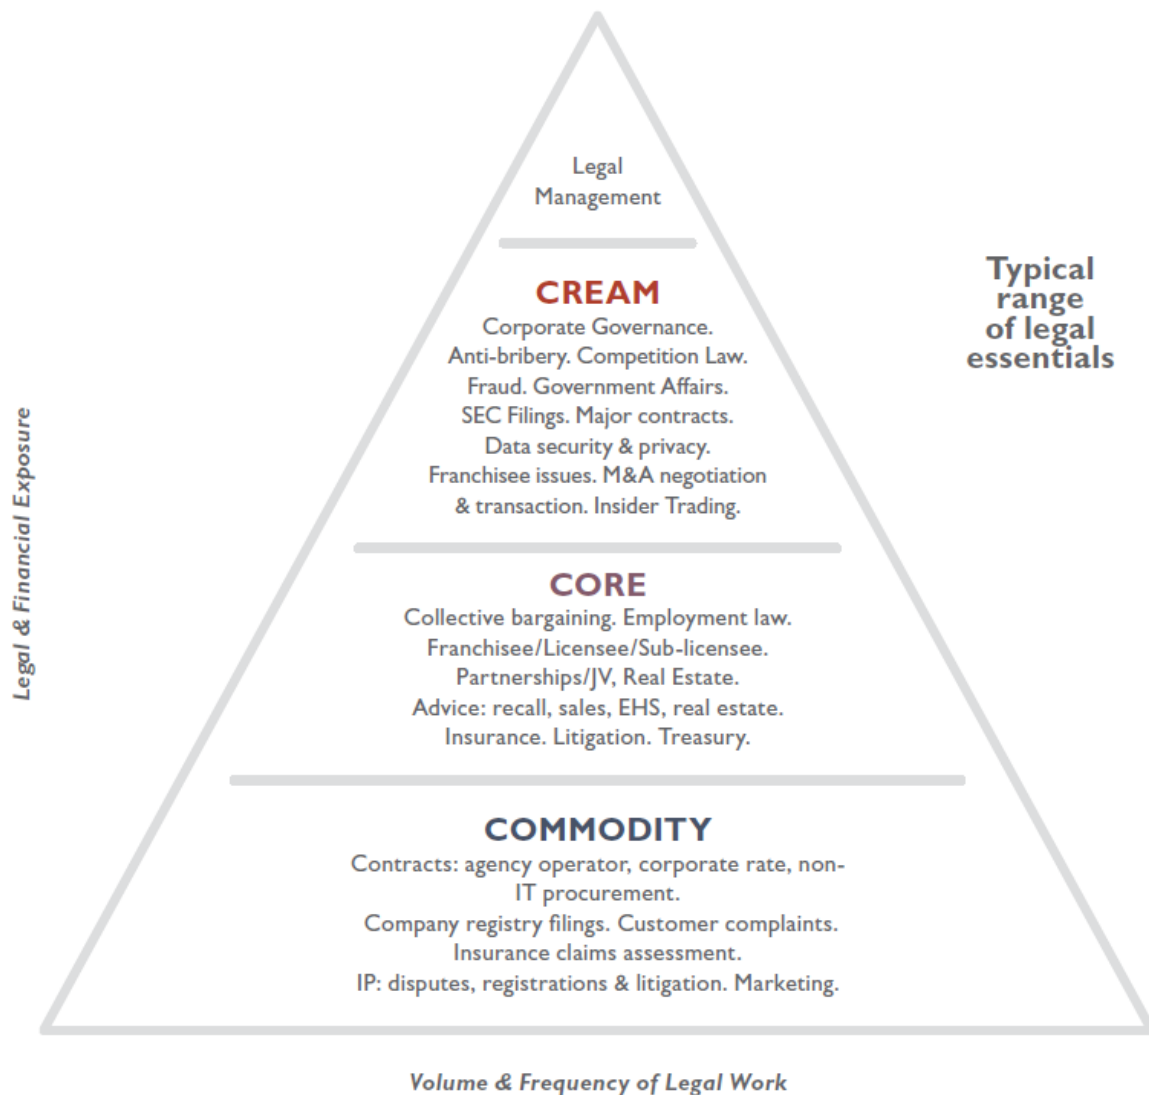 Legal
Management
CREAM
Corporate Governance.
Anti-bribery. Competition Law.
Fraud. Government Affairs.
SEC Filings. Major contracts.
Data security & privacy.
Franchisee issues. M&A negotiation
& transaction. Insider Trading.
Typical
range
of legal
essentials
Legal & Financial Exposure
CORE
Collective bargaining. Employment law.
Franchisee/Licensee/Sub-licensee.
Partnerships/JV, Real Estate.
Advice: recall, sales, EHS, real estate.
Insurance. Litigation. Treasury.
COMMODITY
Contracts: agency operator, corporate rate, non-
IT procurement.
Company registry filings. Customer complaints.
Insurance claims assessment.
IP: disputes, registrations & litigation. Marketing.
Volume & Frequency of Legal Work